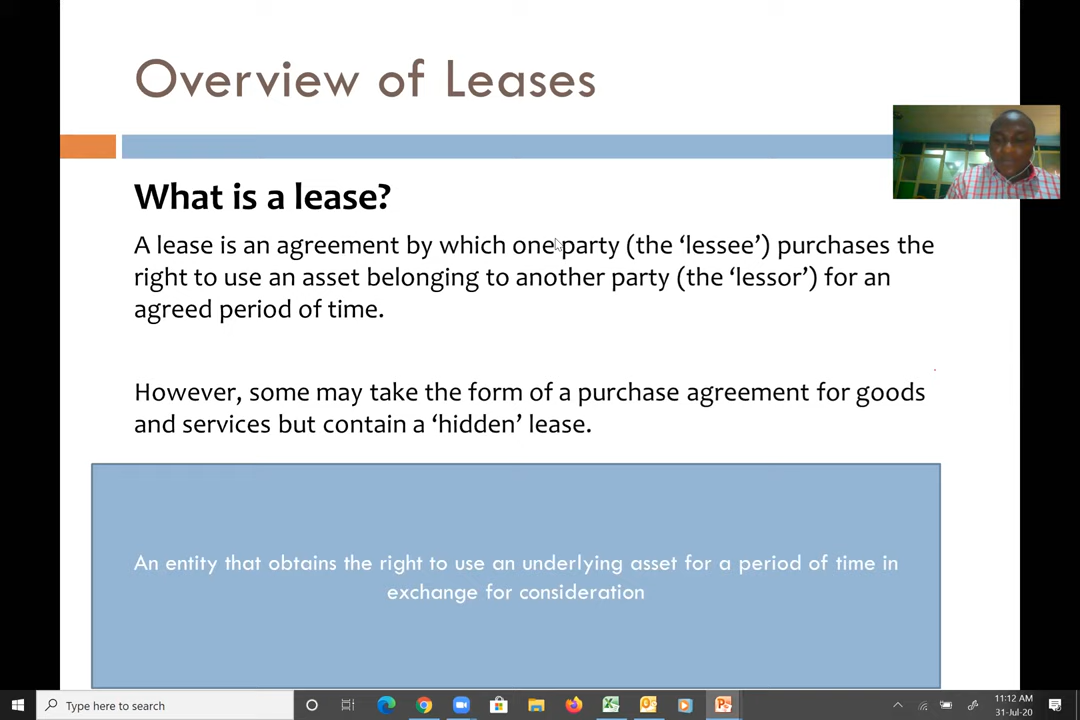 Overview of Leases
What is a lease?
A lease is an agreement by which one party (the ‘lessee’) purchases the
right to use an asset belonging to another party (the ‘lessor’) for an
agreed period of time.
However, some may take the form of a purchase agreement for goods
and services but contain a ‘hidden’ lease.
An entity that obtains the right to use an underlying asset for a period of time in
exchange for consideration
Type here to search
11:12 AM
31-Jul-20